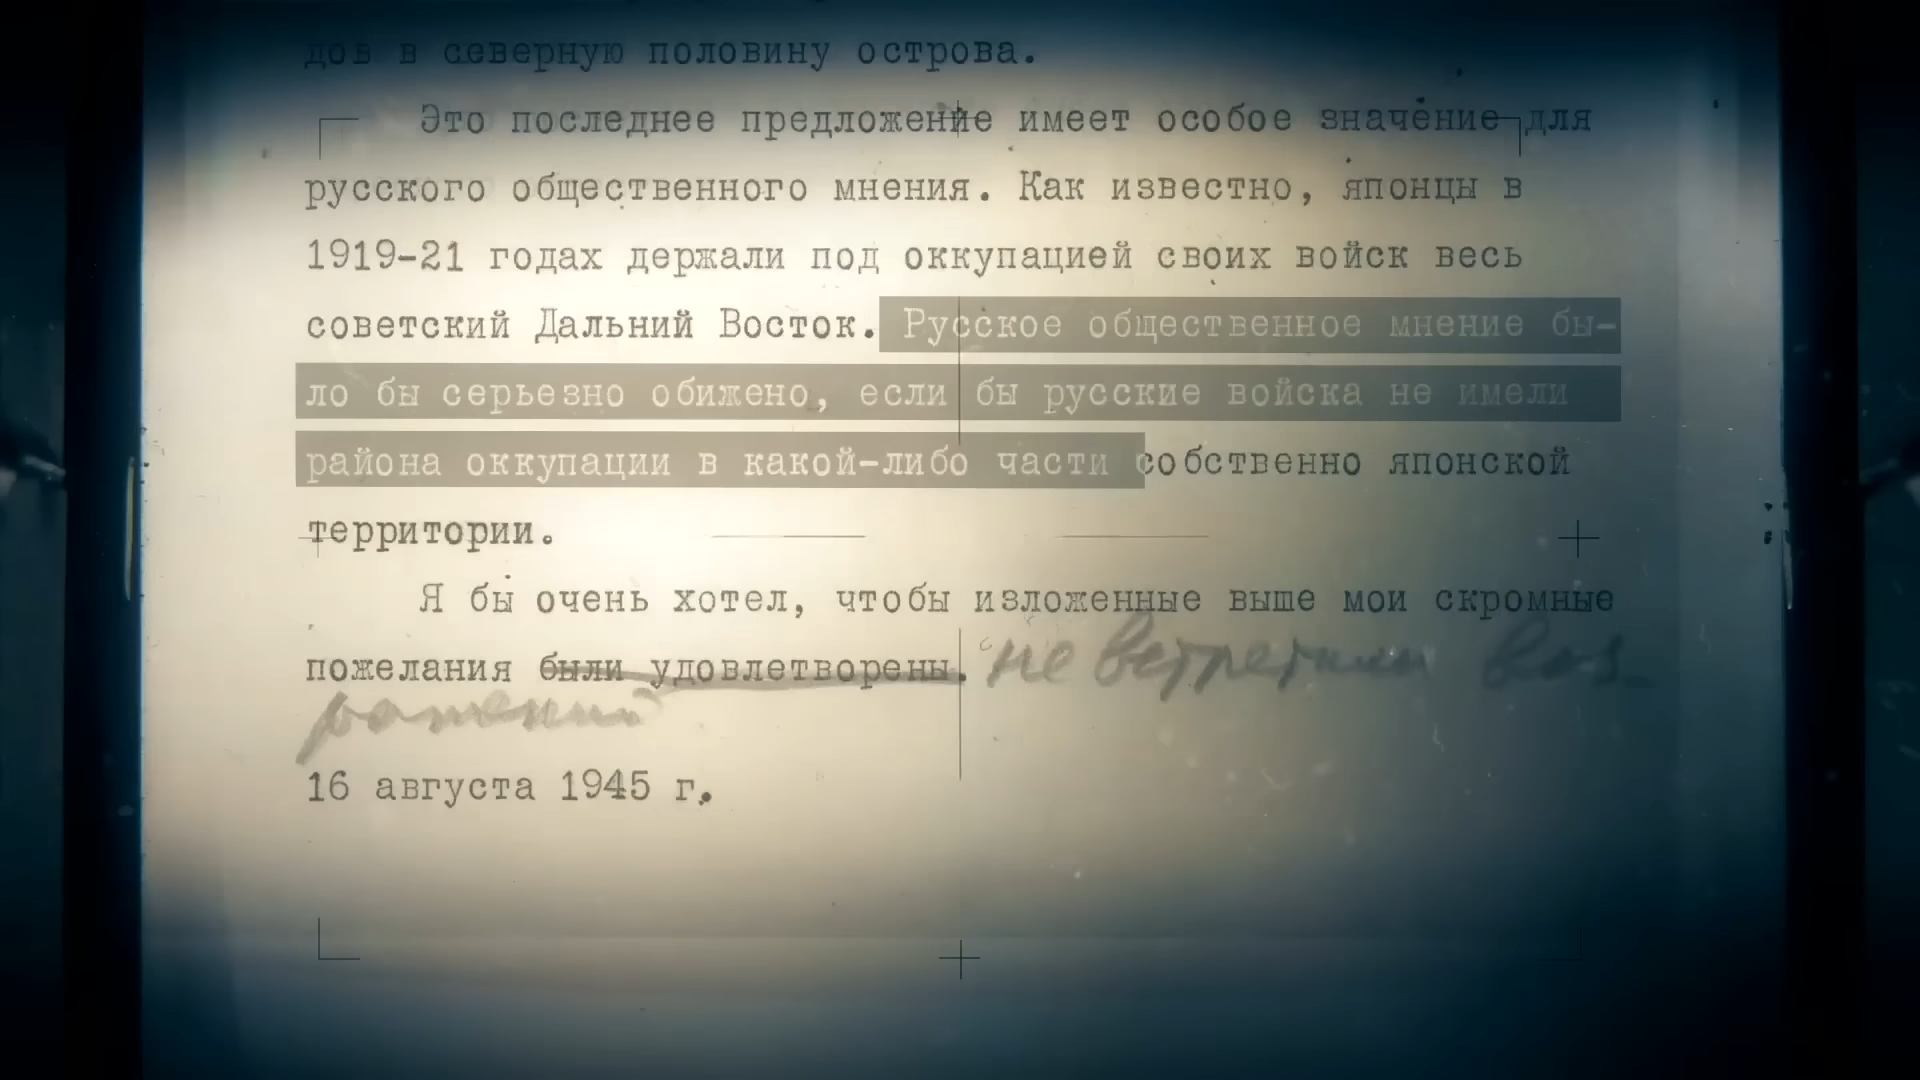 дов в северную половину острова.
Это последнее предложение имеет особое значение для
русского общественного мнения. Как известно, японцы в
1919-21 годах держали под оккупацией своих войск весь
советский Дальний Восток. Русское общественное мнение бы-
ло бы серьезно обижено, если бы русские войска не имели
района оккупации в какой-либо части собственно японской
территории.
Я бы очень хотел, чтобы изложенные выше мои скромные
пожелания были удовлетворены. не встретили воз-
ражений
16 августа 1945 г.